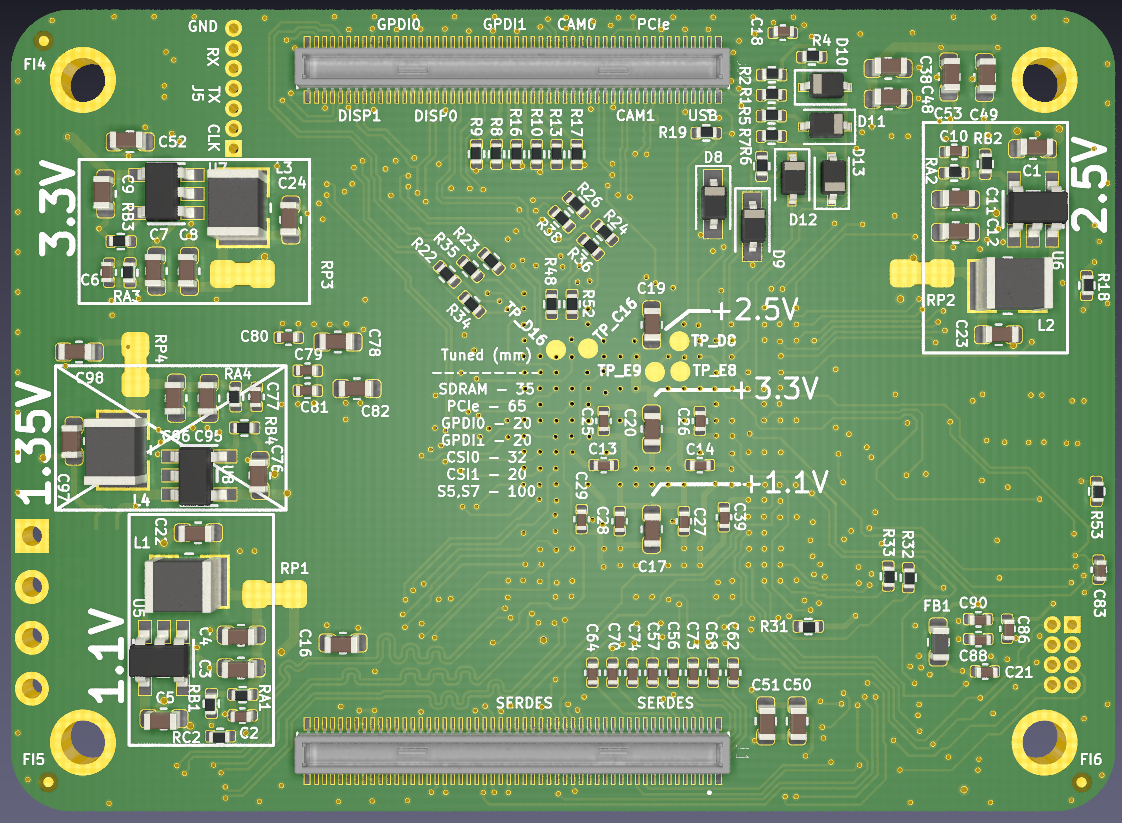 GPDI0 GPDI1 CAM0 PCIe
GND
RX
J5
TX
CLK
FI4
DISP1 DISP0 CAM1 USB
C18
R4
D10
R2
R1
R5
R7
R6
C38
C48
C53 C49
D11
D13
D12
D8
D9
R19
R9
R8
R16
R10
R13
R17
C52
3.3V
U7
L3
C24
C9
RB3
C7 C8
C6
RA3
RP3
C10 RB2
RA2
C1
C11
C12
2.5V
U6
RP2
L2
C23
R18
R26
R24
R38
R36
R23
R35
R22
R34
R48
R52
TP_D16
TP_C16
C19
+2.5V
TP_E9 TP_E8
+3.3V
Tuned (mm)
----------
SDRAM - 35
PCIe - 65
GPDI0 - 20
GPDI1 - 20
CSI0 - 32
CSI1 - 20
S5,S7 - 100
C80
C79
C78
C81
C82
RP4
C98
RA4
C77
RB4
C96 C95
C76
U8
C97
L4
1.35V
C25
C20
C26
C13
C14
+1.1V
C29
C28
C27
C39
C17
C22
L1
U5
RP1
1.1V
C4
C3
C5
RB1
RA1
RC2
C2
C16
R53
R33
R32
C83
FB1
C90
C86
C88
C21
R31
C64
C70
C74
C57
C56
C73
C68
C62
C51 C50
SERDES SERDES
FI5
FI6